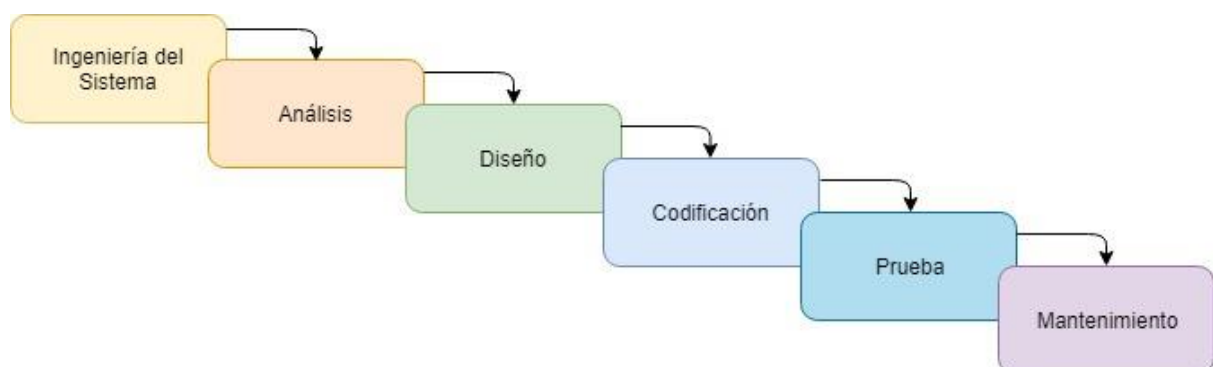 Ingeniería del
Sistema
Análisis
Diseño
Codificación
Prueba
Mantenimiento